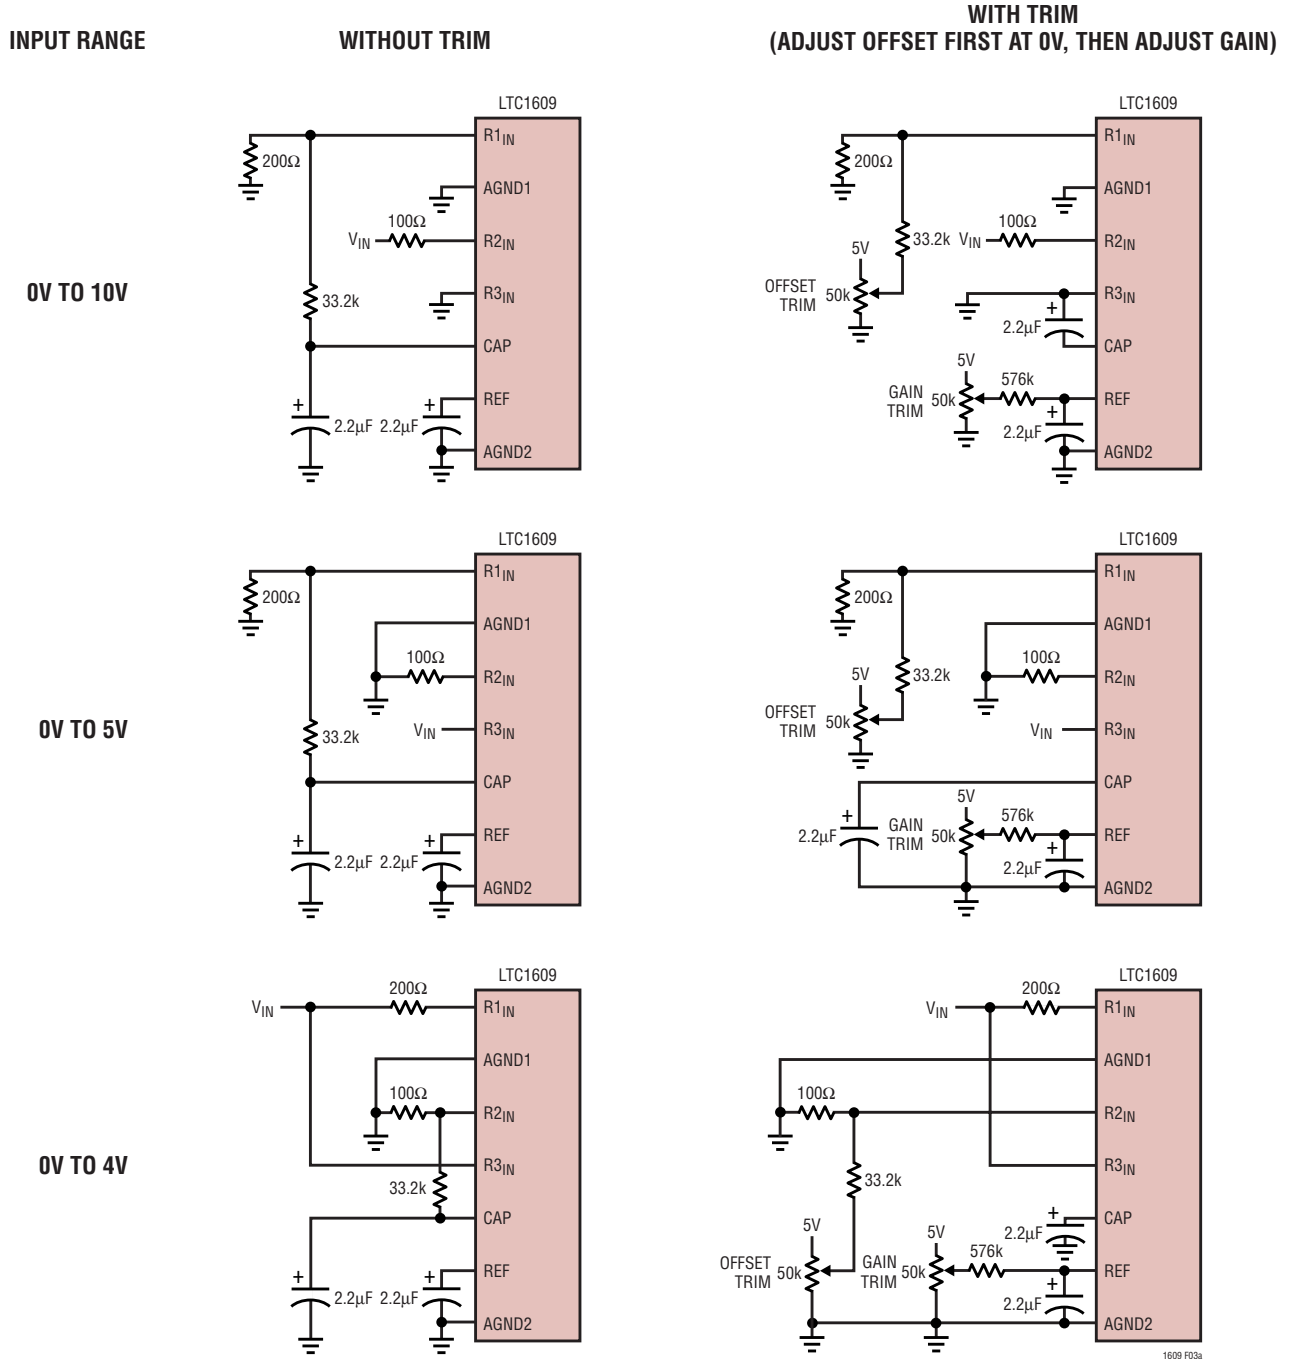 INPUT RANGE
WITHOUT TRIM
WITH TRIM
(ADJUST OFFSET FIRST AT 0V, THEN ADJUST GAIN)
0V TO 10V
LTC1609
R1IN
200Ω
AGND1
100Ω
VIN
R2IN
R3IN
33.2k
CAP
REF
+
+
2.2µF
2.2µF
AGND2
LTC1609
R1IN
200Ω
AGND1
100Ω
33.2k
VIN
R2IN
5V
OFFSET
TRIM
50k
R3IN
+
2.2µF
CAP
5V
576k
GAIN
TRIM
50k
REF
+
2.2µF
AGND2
0V TO 5V
LTC1609
R1IN
200Ω
AGND1
100Ω
R2IN
VIN
R3IN
33.2k
CAP
REF
+
+
2.2µF
2.2µF
AGND2
LTC1609
R1IN
200Ω
AGND1
100Ω
R2IN
33.2k
5V
OFFSET
TRIM
50k
VIN
R3IN
CAP
5V
+
2.2µF
GAIN
TRIM
50k
576k
REF
+
2.2µF
AGND2
0V TO 4V
LTC1609
200Ω
VIN
R1IN
AGND1
100Ω
R2IN
R3IN
33.2k
CAP
REF
+
+
2.2µF
2.2µF
AGND2
LTC1609
200Ω
VIN
R1IN
AGND1
100Ω
R2IN
R3IN
33.2k
+
CAP
2.2µF
5V
5V
576k
OFFSET
TRIM
50k
GAIN
TRIM
50k
REF
+
2.2µF
AGND2
1609 F03a